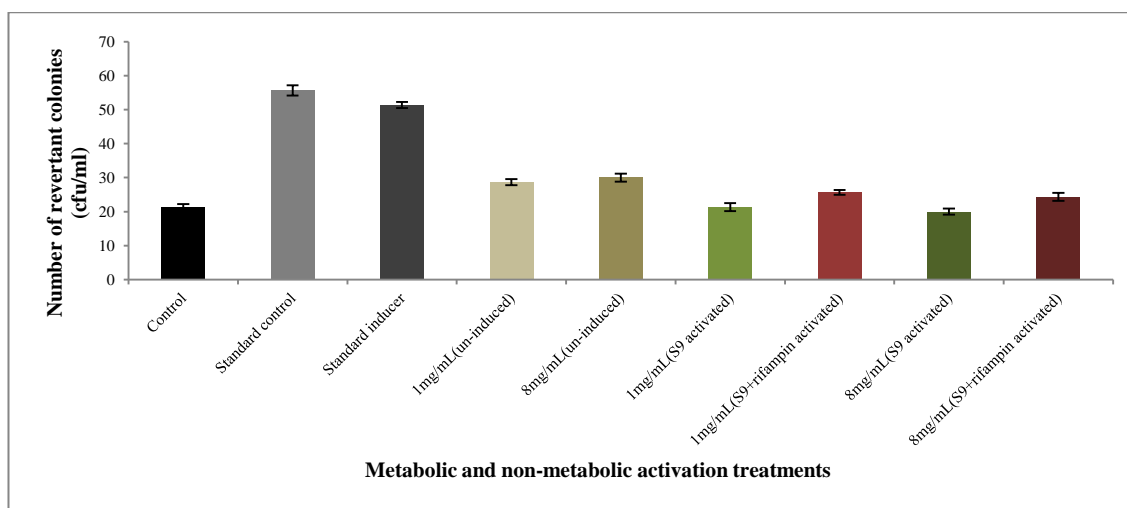 Number of revertant colonies
(cfu/ml)
70
60
50
40
30
20
10
0
Control
Standard control
Standard inducer
1mg/mL(un-induced)
8mg/mL(un-induced)
1mg/mL(S9 activated)
1mg/mL(S9+rifampin activated)
8mg/mL(S9 activated)
8mg/mL(S9+rifampin activated)
Metabolic and non-metabolic activation treatments